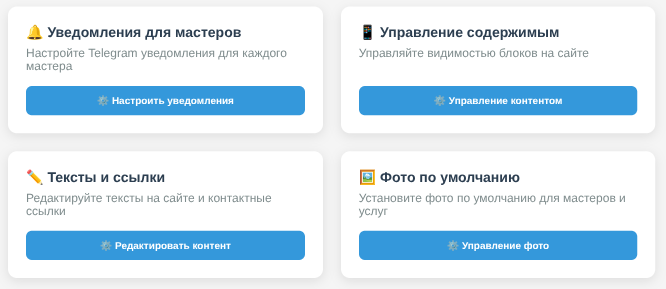 🔔 Уведомления для мастеров
Настройте Telegram уведомления для каждого
мастера
⚙️ Настроить уведомления
📱 Управление содержимым
Управляйте видимостью блоков на сайте
⚙️ Управление контентом
✏️ Тексты и ссылки
Редактируйте тексты на сайте и контактные
ссылки
⚙️ Редактировать контент
🖼️ Фото по умолчанию
Установите фото по умолчанию для мастеров и
услуг
⚙️ Управление фото